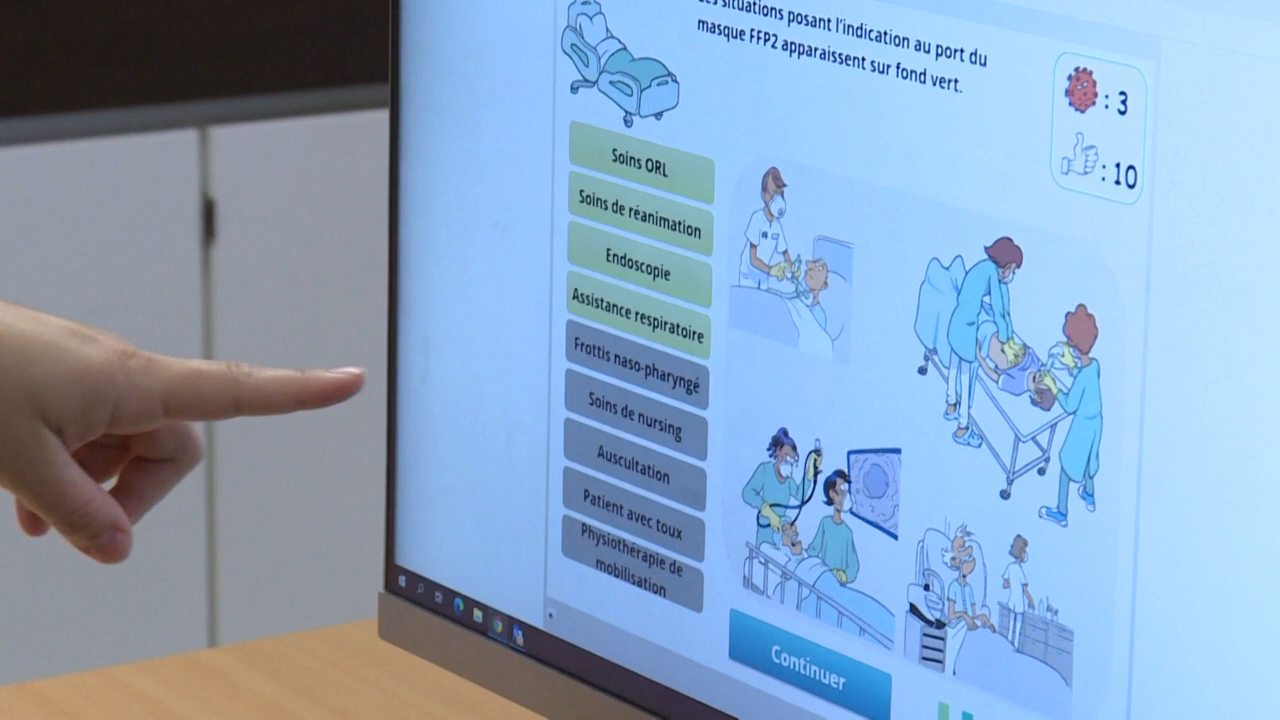 Les situations posant l'indication au port du
masque FFP2 apparaissent sur fond vert.
: 3
: 10
Soins ORL
Soins de réanimation
Endoscopie
Assistance respiratoire
Frottis naso-pharyngé
Soins de nursing
Auscultation
Patient avec toux
Physiothérapie de
mobilisation
Continuer